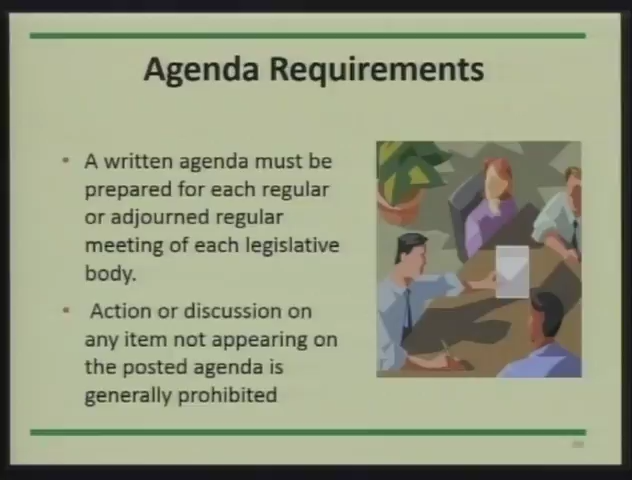 Agenda Requirements
• A written agenda must be
prepared for each regular
or adjourned regular
meeting of each legislative
body.
• Action or discussion on
any item not appearing on
the posted agenda is
generally prohibited